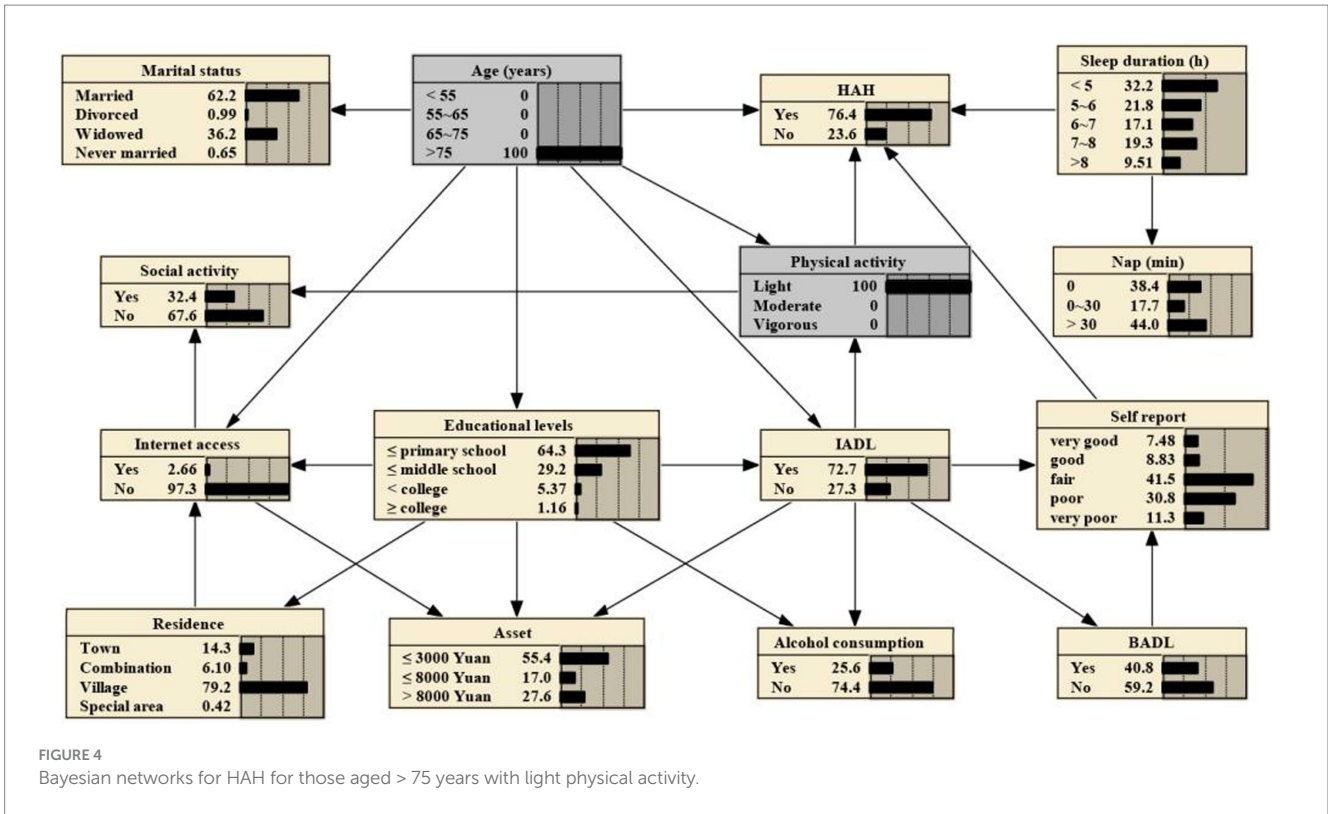 Marital status
Married 62.2
Divorced 0.99
Widowed 36.2
Never married 0.65
Age (years)
< 55 0
55~65 0
65~75 0
>75 100
HAH
Yes 76.4
No 23.6
Sleep duration (h)
< 5 32.2
5~6 21.8
6~7 17.1
7~8 19.3
>8 9.51
Social activity
Yes 32.4
No 67.6
Physical activity
Light 100
Moderate 0
Vigorous 0
Nap (min)
0 38.4
0~30 17.7
> 30 44.0
Internet access
Yes 2.66
No 97.3
Educational levels
≤ primary school 64.3
≤ middle school 29.2
< college 5.37
≥ college 1.16
IADL
Yes 72.7
No 27.3
Self report
very good 7.48
good 8.83
fair 41.5
poor 30.8
very poor 11.3
Residence
Town 14.3
Combination 6.10
Village 79.2
Special area 0.42
Asset
≤ 3000 Yuan 55.4
≤ 8000 Yuan 17.0
> 8000 Yuan 27.6
Alcohol consumption
Yes 25.6
No 74.4
BADL
Yes 40.8
No 59.2
FIGURE 4
Bayesian networks for HAH for those aged > 75 years with light physical activity.